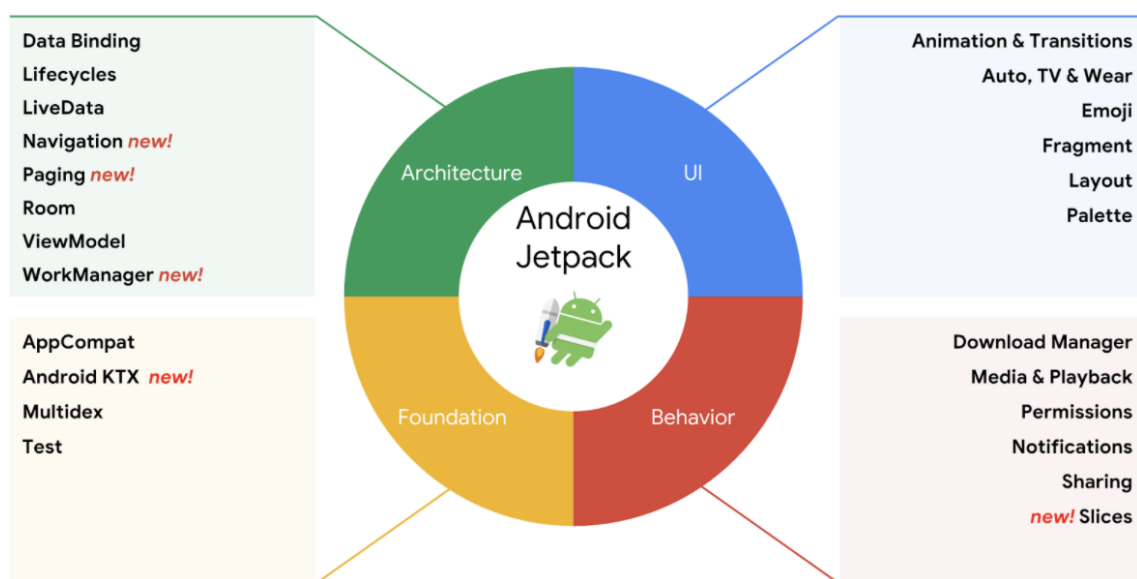 Data Binding
Lifecycles
LiveData
Navigation new!
Paging new!
Room
ViewModel
WorkManager new!
AppCompat
Android KTX new!
Multidex
Test
Architecture
UI
Android
Jetpack
Foundation
Behavior
Animation & Transitions
Auto, TV & Wear
Emoji
Fragment
Layout
Palette
Download Manager
Media & Playback
Permissions
Notifications
Sharing
new! Slices